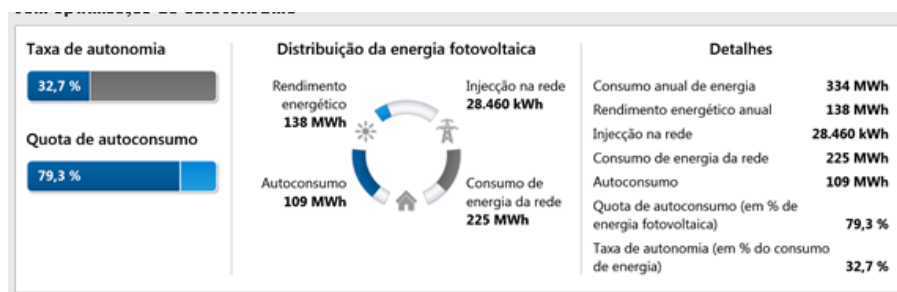 Taxa de autonomia
32,7 %
Quota de autoconsumo
79,3 %
Distribuição da energia fotovoltaica
Rendimento
energético
138 MWh
Injecção na rede
28.460 kWh
Autoconsumo
109 MWh
Consumo de
energia da rede
225 MWh
Detalhes
Consumo anual de energia 334 MWh
Rendimento energético anual 138 MWh
Injecção na rede 28.460 kWh
Consumo de energia da rede 225 MWh
Autoconsumo 109 MWh
Quota de autoconsumo (em % de
energia fotovoltaica) 79,3 %
Taxa de autonomia (em % do consumo
de energia) 32,7 %